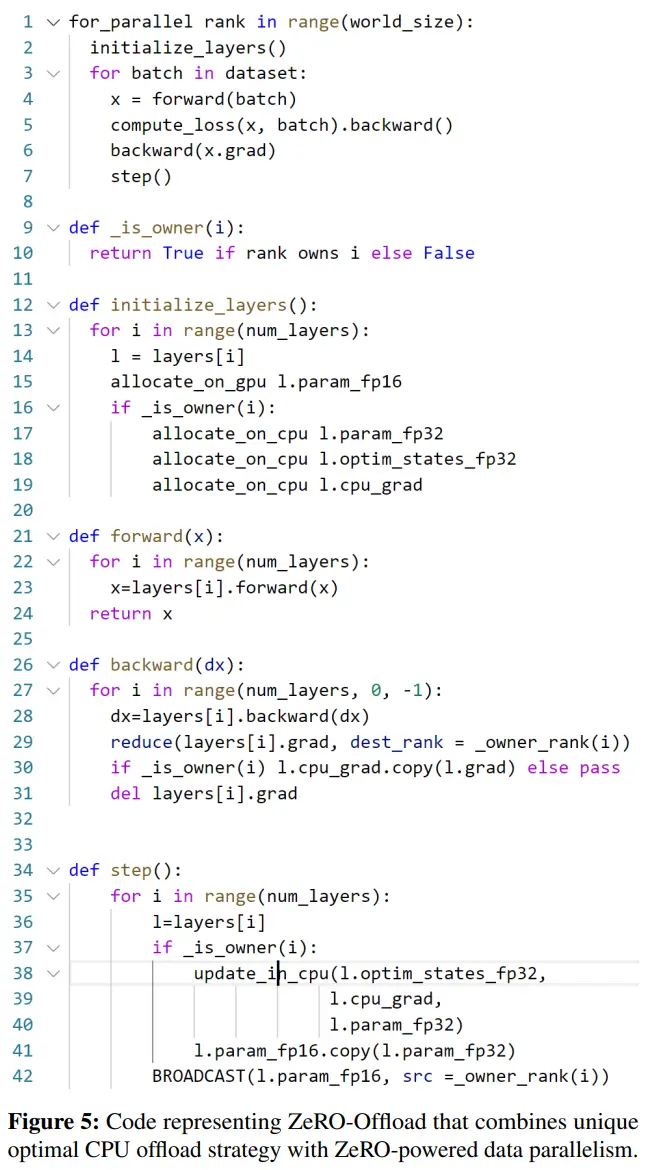 1 for_parallel rank in range(world_size):
2 initialize_layers()
3 for batch in dataset:
4 x = forward(batch)
5 compute_loss(x, batch).backward()
6 backward(x.grad)
7 step()
8
9 def _is_owner(i):
10 return True if rank owns i else False
11
12 def initialize_layers():
13 for i in range(num_layers):
14 l = layers[i]
15 allocate_on_gpu l.param_fp16
16 if _is_owner(i):
17 allocate_on_cpu l.param_fp32
18 allocate_on_cpu l.optim_states_fp32
19 allocate_on_cpu l.cpu_grad
20
21 def forward(x):
22 for i in range(num_layers):
23 x=layers[i].forward(x)
24 return x
25
26 def backward(dx):
27 for i in range(num_layers, 0, -1):
28 dx=layers[i].backward(dx)
29 reduce(layers[i].grad, dest_rank = _owner_rank(i))
30 if _is_owner(i) l.cpu_grad.copy(l.grad) else pass
31 del layers[i].grad
32
33
34 def step():
35 for i in range(num_layers):
36 l=layers[i]
37 if _is_owner(i):
38 update_in_cpu(l.optim_states_fp32,
39 l.cpu_grad,
40 l.param_fp32)
41 l.param_fp16.copy(l.param_fp32)
42 BROADCAST(l.param_fp16, src =_owner_rank(i))
Figure 5: Code representing ZeRO-Offload that combines unique
optimal CPU offload strategy with ZeRO-powered data parallelism.